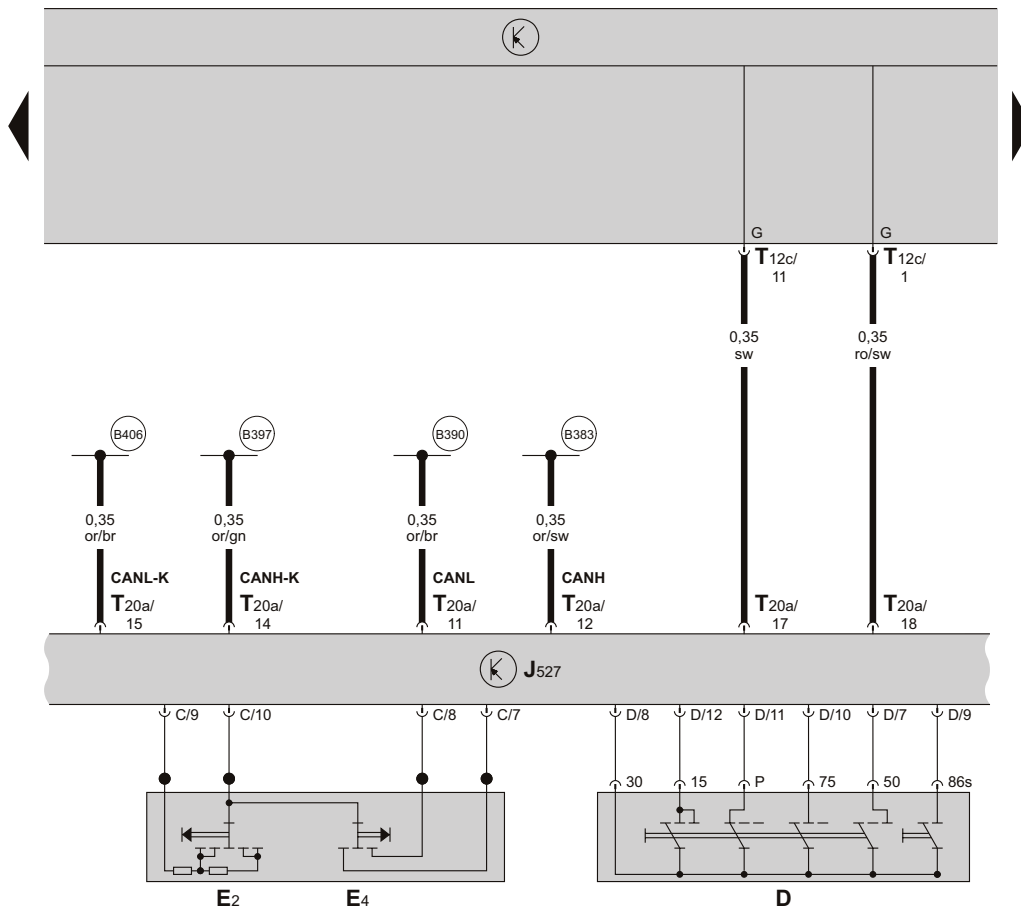 G G
T12c/ T12c/
11 1
0,35 0,35
sw ro/sw
B406 B397 B390 B383
0,35 0,35 0,35 0,35
or/br or/gn or/br or/sw
CANL-K CANH-K CANL CANH
T20a/ T20a/ T20a/ T20a/ T20a/ T20a/
15 14 11 12 17 18
J527
C/9 C/10 C/8 C/7 D/8 D/12 D/11 D/10 D/7 D/9
30 15 P 75 50 86s
E2 E4 D